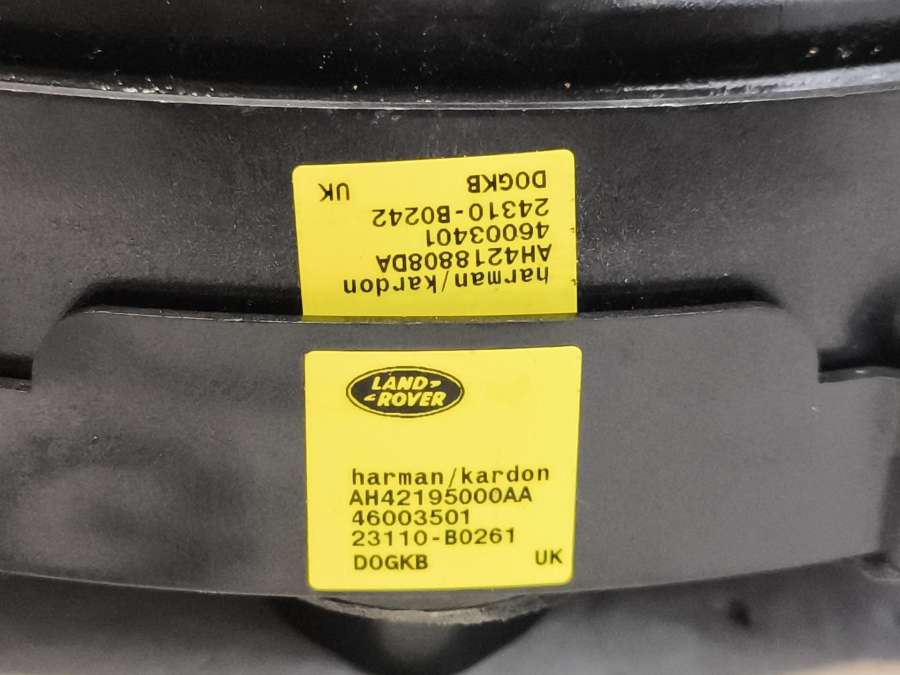 harman/kardon
AH4218808DA
46003401
24310-B0242
D0GKB UK
LAND
ROVER
harman/kardon
AH42195000AA
46003501
23110-B0261
D0GKB UK